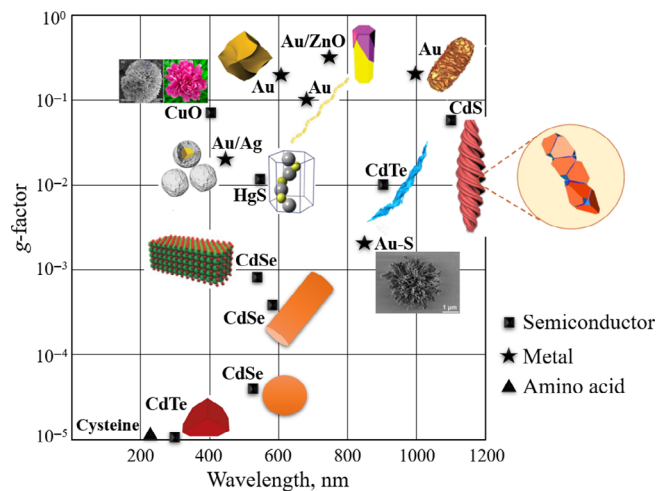 10⁰
Au/ZnO
Au
Au
Au
10⁻¹
CuO
CdS
Au/Ag
CdTe
10⁻²
HgS
Au-S
10⁻³
CdSe
1 µm
CdSe
Semiconductor
10⁻⁴
Metal
CdSe
Amino acid
CdTe
Cysteine
10⁻⁵
200 400 600 800 1000 1200
Wavelength, nm
g-factor